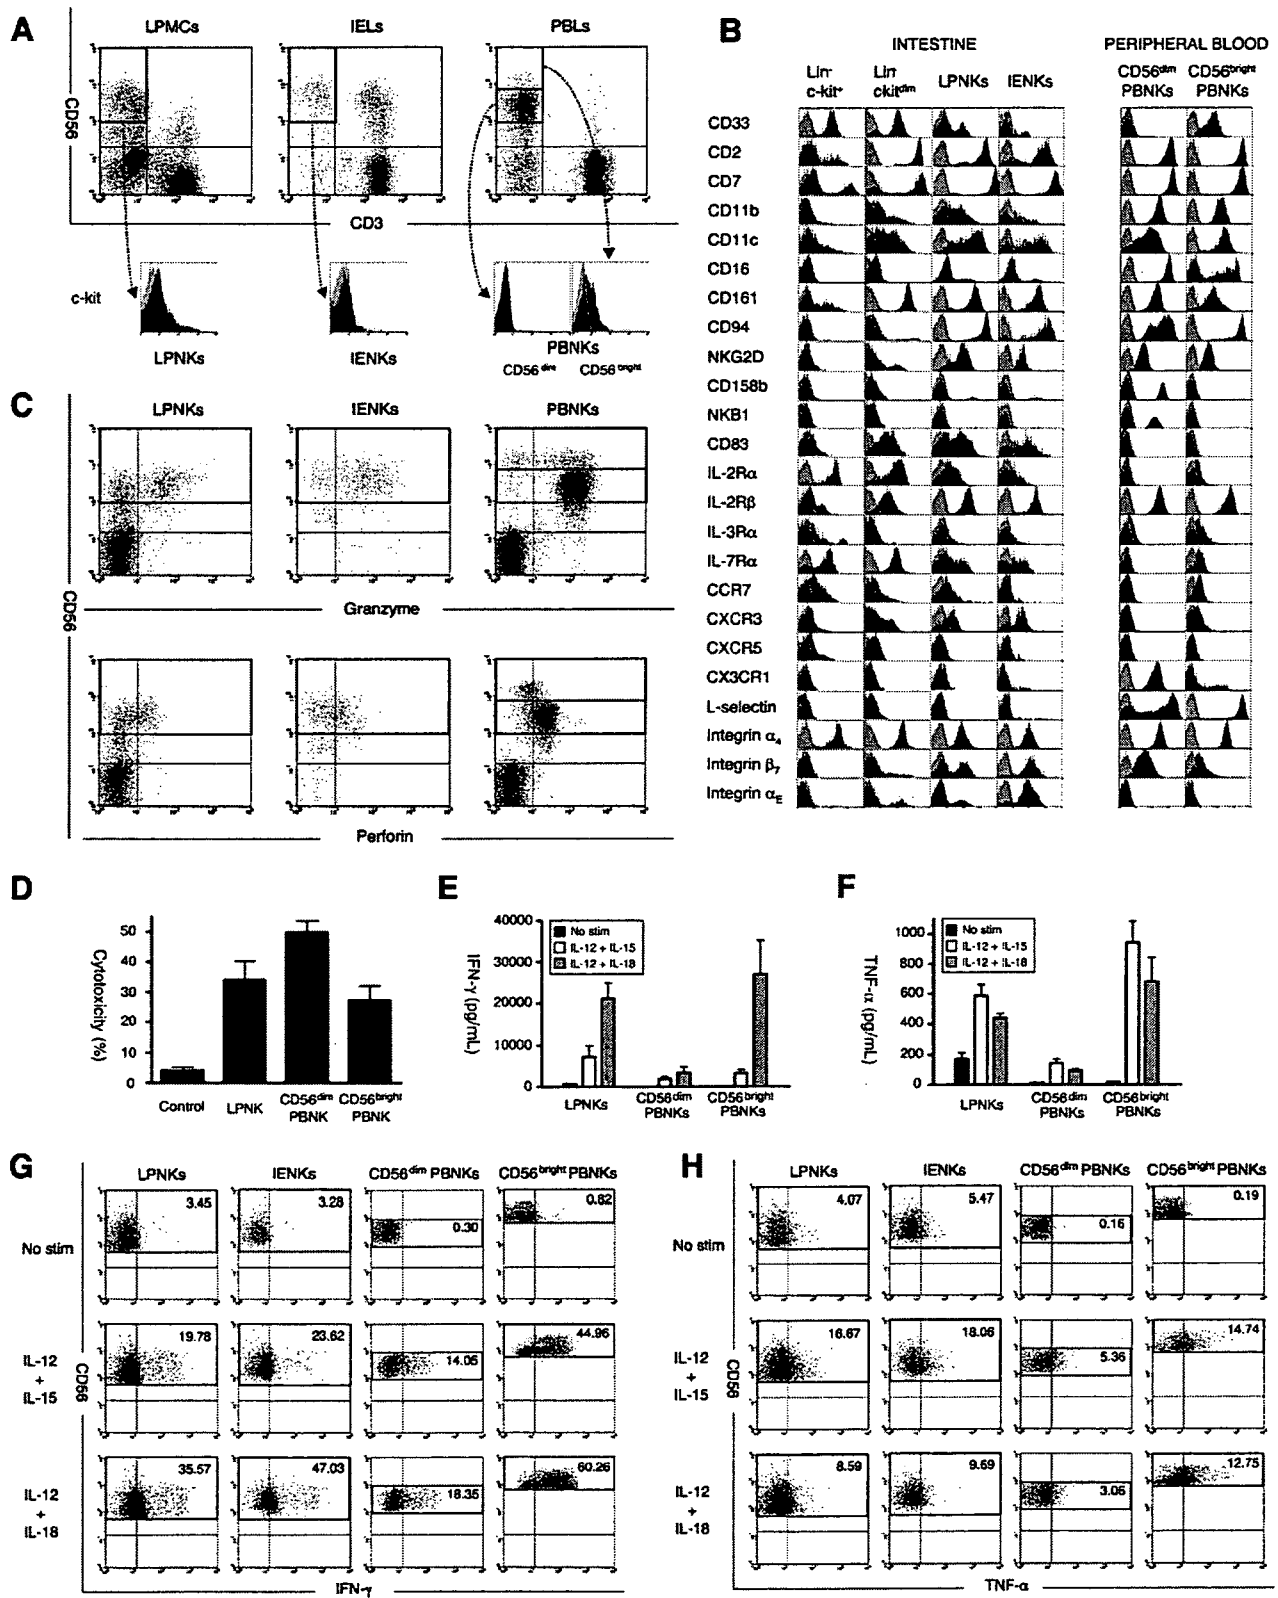 A
LPMCs
IELs
PBLs
CD56
CD3
c-kit
LPNKs
IENKs
PBNKs
CD56 dim
CD56 bright
B
INTESTINE
PERIPHERAL BLOOD
Lin- c-kit+
Lin- ckitdim
LPNKs
IENKs
CD56dim PBNKs
CD56bright PBNKs
CD33
CD2
CD7
CD11b
CD11c
CD16
CD161
CD94
NKG2D
CD158b
NKB1
CD83
IL-2Rα
IL-2Rβ
IL-3Rα
IL-7Rα
CCR7
CXCR3
CXCR5
CX3CR1
L-selectin
Integrin α4
Integrin β7
Integrin αE
C
LPNKs
IENKs
PBNKs
Granzyme
CD56
Perforin
D
Cytotoxicity (%)
50
40
30
20
10
0
Control
LPNK
CD56dim PBNK
CD56bright PBNK
E
IFN-γ (pg/mL)
40000
30000
20000
10000
0
No stim
IL-12 + IL-15
IL-12 + IL-18
LPNKs
CD56dim PBNKs
CD56bright PBNKs
F
TNF-α (pg/mL)
1000
800
600
400
200
0
No stim
IL-12 + IL-15
IL-12 + IL-18
LPNKs
CD56dim PBNKs
CD56bright PBNKs
G
LPNKs
IENKs
CD56dim PBNKs
CD56bright PBNKs
No stim
3.45
3.28
0.30
0.62
IL-12 + IL-15
19.78
23.62
14.05
44.96
IL-12 + IL-18
35.57
47.03
18.35
60.26
CD56
IFN-γ
H
LPNKs
IENKs
CD56dim PBNKs
CD56bright PBNKs
No stim
4.07
5.47
0.16
0.19
IL-12 + IL-15
16.67
18.06
5.36
14.74
IL-12 + IL-18
8.59
9.69
3.06
12.75
CD56
TNF-α